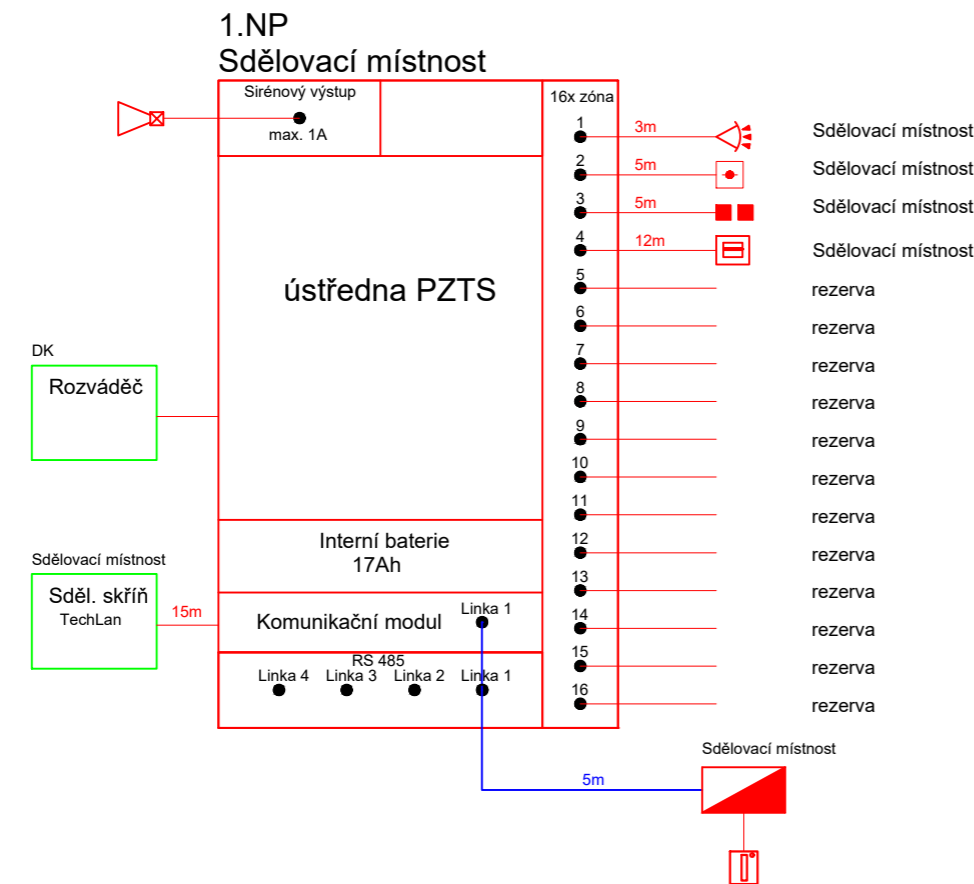 1.NP
Sdělovací místnost
Sirénový výstup
max. 1A
16x zóna
1
3m
Sdělovací místnost
2
5m
Sdělovací místnost
3
5m
Sdělovací místnost
4
12m
Sdělovací místnost
ústředna PZTS
5
rezerva
6
rezerva
7
rezerva
8
rezerva
9
rezerva
10
rezerva
11
rezerva
12
rezerva
13
rezerva
14
rezerva
15
rezerva
16
rezerva
DK
Rozváděč
Interní baterie
17Ah
Sdělovací místnost
Sděl. skříň
TechLan
15m
Komunikační modul
Linka 1
RS 485
Linka 4 Linka 3 Linka 2 Linka 1
Sdělovací místnost
5m